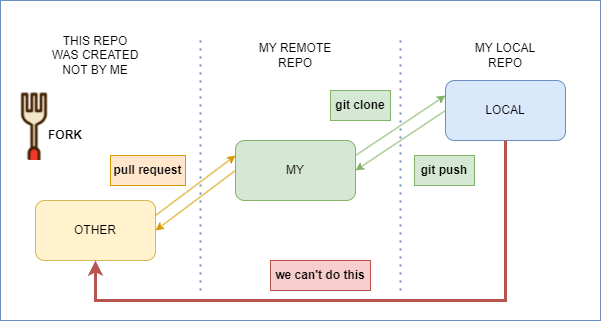 THIS REPO
WAS CREATED
NOT BY ME
MY REMOTE
REPO
MY LOCAL
REPO
FORK
git clone
LOCAL
pull request
MY
git push
OTHER
we can't do this